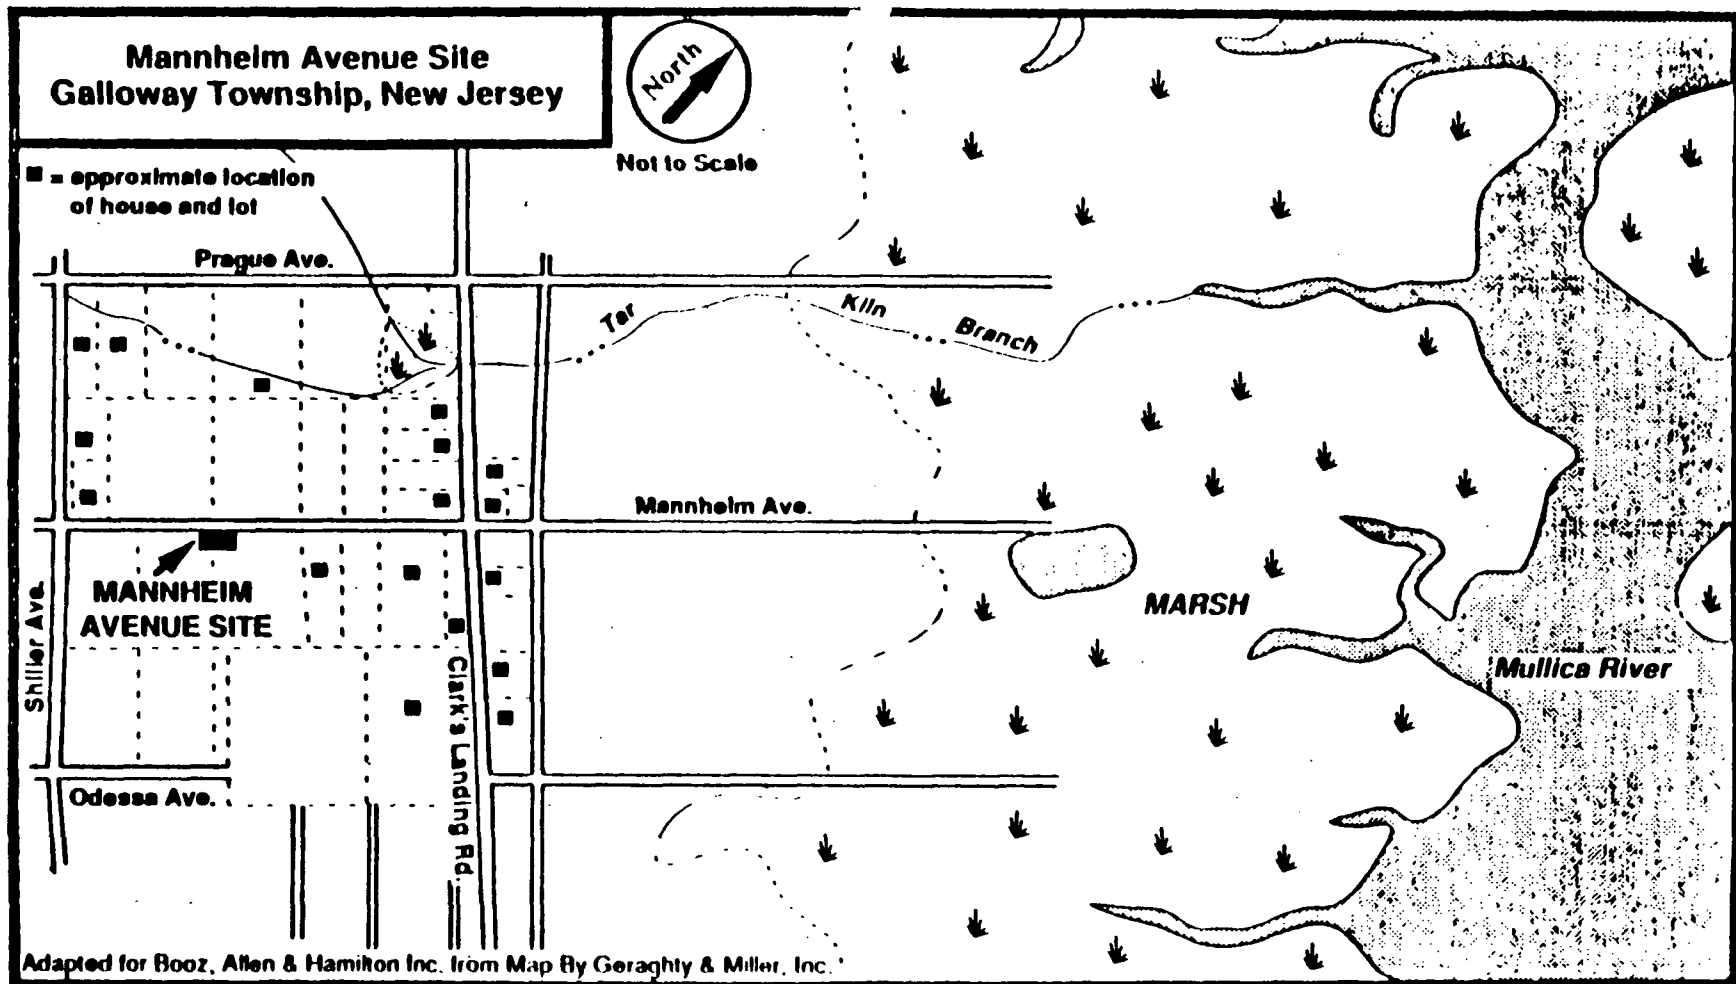 Mannheim Avenue Site
Galloway Township, New Jersey
North
Not to Scale
■ = approximate location
of house and lot
Prague Ave.
Tar
Kiln
Branch
Mannheim Ave.
MANNHEIM
AVENUE SITE
MARSH
Shiller Ave.
Clark's Landing Rd.
Mullica River
Odessa Ave.
Adapted for Booz, Allen & Hamilton Inc. from Map By Geraghty & Miller, Inc.